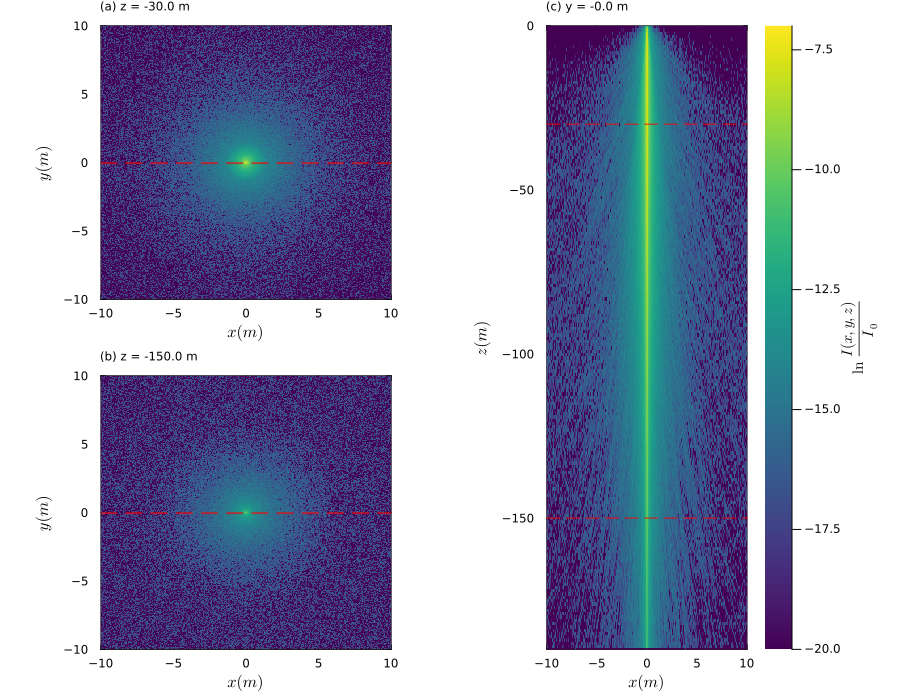 (a) z = -30.0 m
10
5
0
−5
−10
y(m)
−10 −5 0 5 10
x(m)
(b) z = -150.0 m
10
5
0
−5
−10
y(m)
−10 −5 0 5 10
x(m)
(c) y = -0.0 m
0
−50
−100
−150
z(m)
−10 −5 0 5 10
x(m)
−7.5
−10.0
−12.5
−15.0
−17.5
−20.0
ln I(x, y, z) / I₀